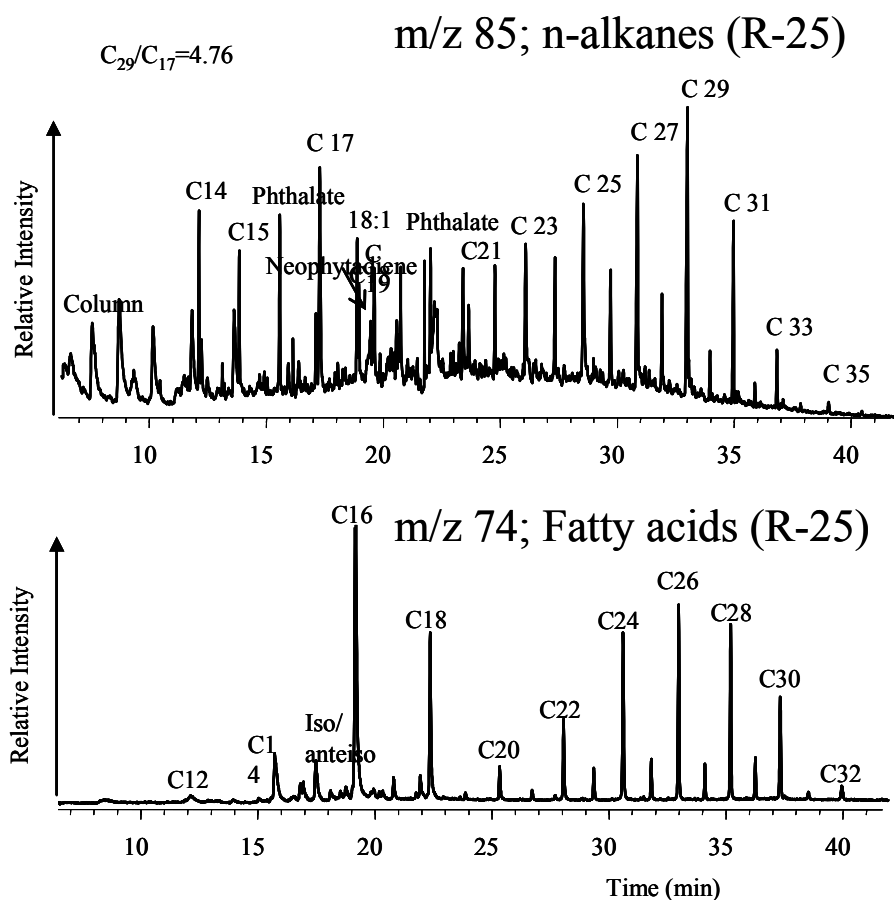 m/z 85; n-alkanes (R-25)
C29/C17=4.76
C 29
C 27
C 17
C14
Phthalate
C 25
C 31
18:1
Phthalate
C 23
C15
C
C21
Neophytadiene
C19
Column
C 33
C 35
Relative Intensity
10 15 20 25 30 35 40
m/z 74; Fatty acids (R-25)
C16
C26
C18
C24
C28
C30
C22
Iso/
anteiso
C1
4
C20
C12
C32
Relative Intensity
10 15 20 25 30 35 40
Time (min)